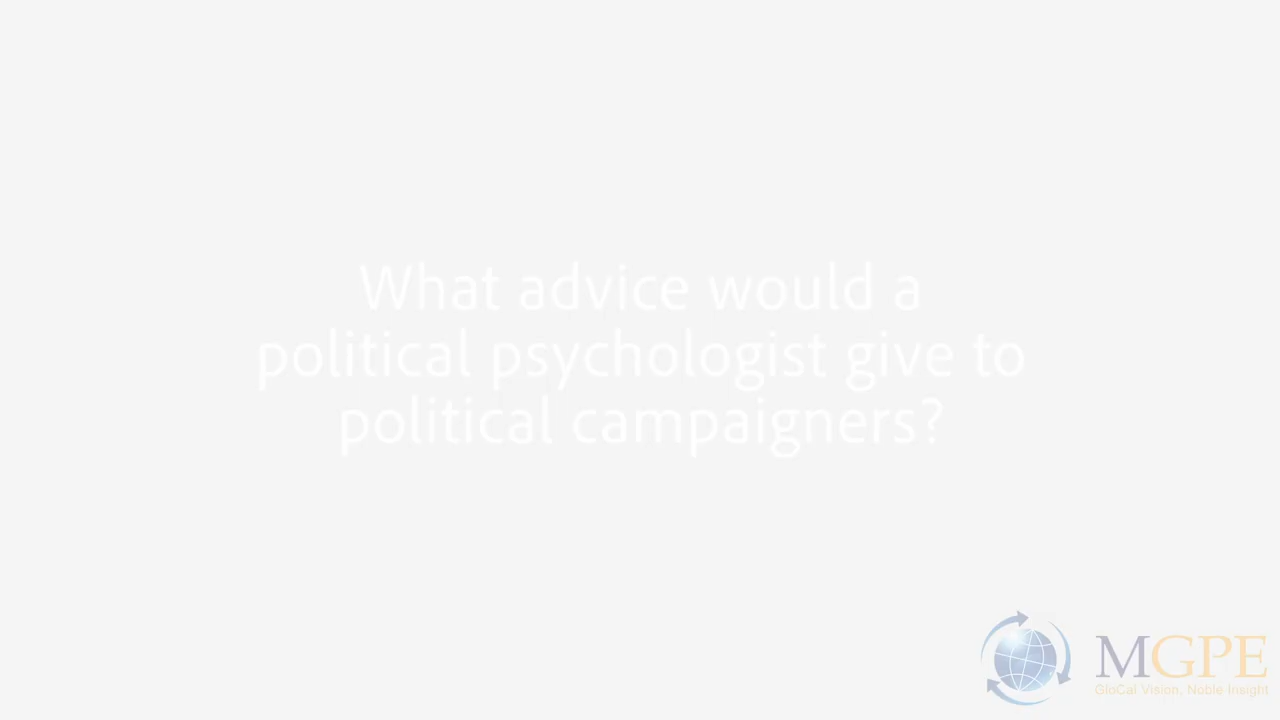 What advice would a
political psychologist give to
political campaigners?
MGPE
GloCal Vision, Noble Insight